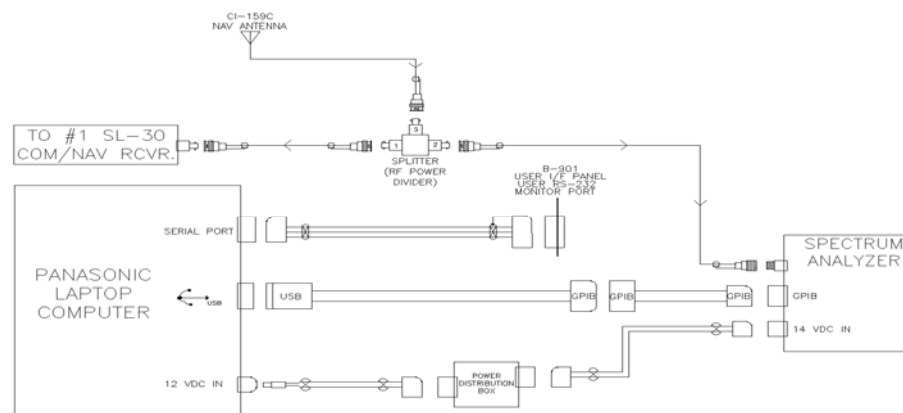 CI-159C
NAV ANTENNA
3
TO #1 SL-30
COM/NAV RCVR.
1
2
SPLITTER
(RF POWER
DIVIDER)
B-901
USER I/F PANEL
USER RS-232
MONITOR PORT
SERIAL PORT
SPECTRUM
ANALYZER
PANASONIC
LAPTOP
COMPUTER
USB
USB
GPIB
GPIB
GPIB
GPIB
14 VDC IN
12 VDC IN
POWER
DISTRIBUTION
BOX